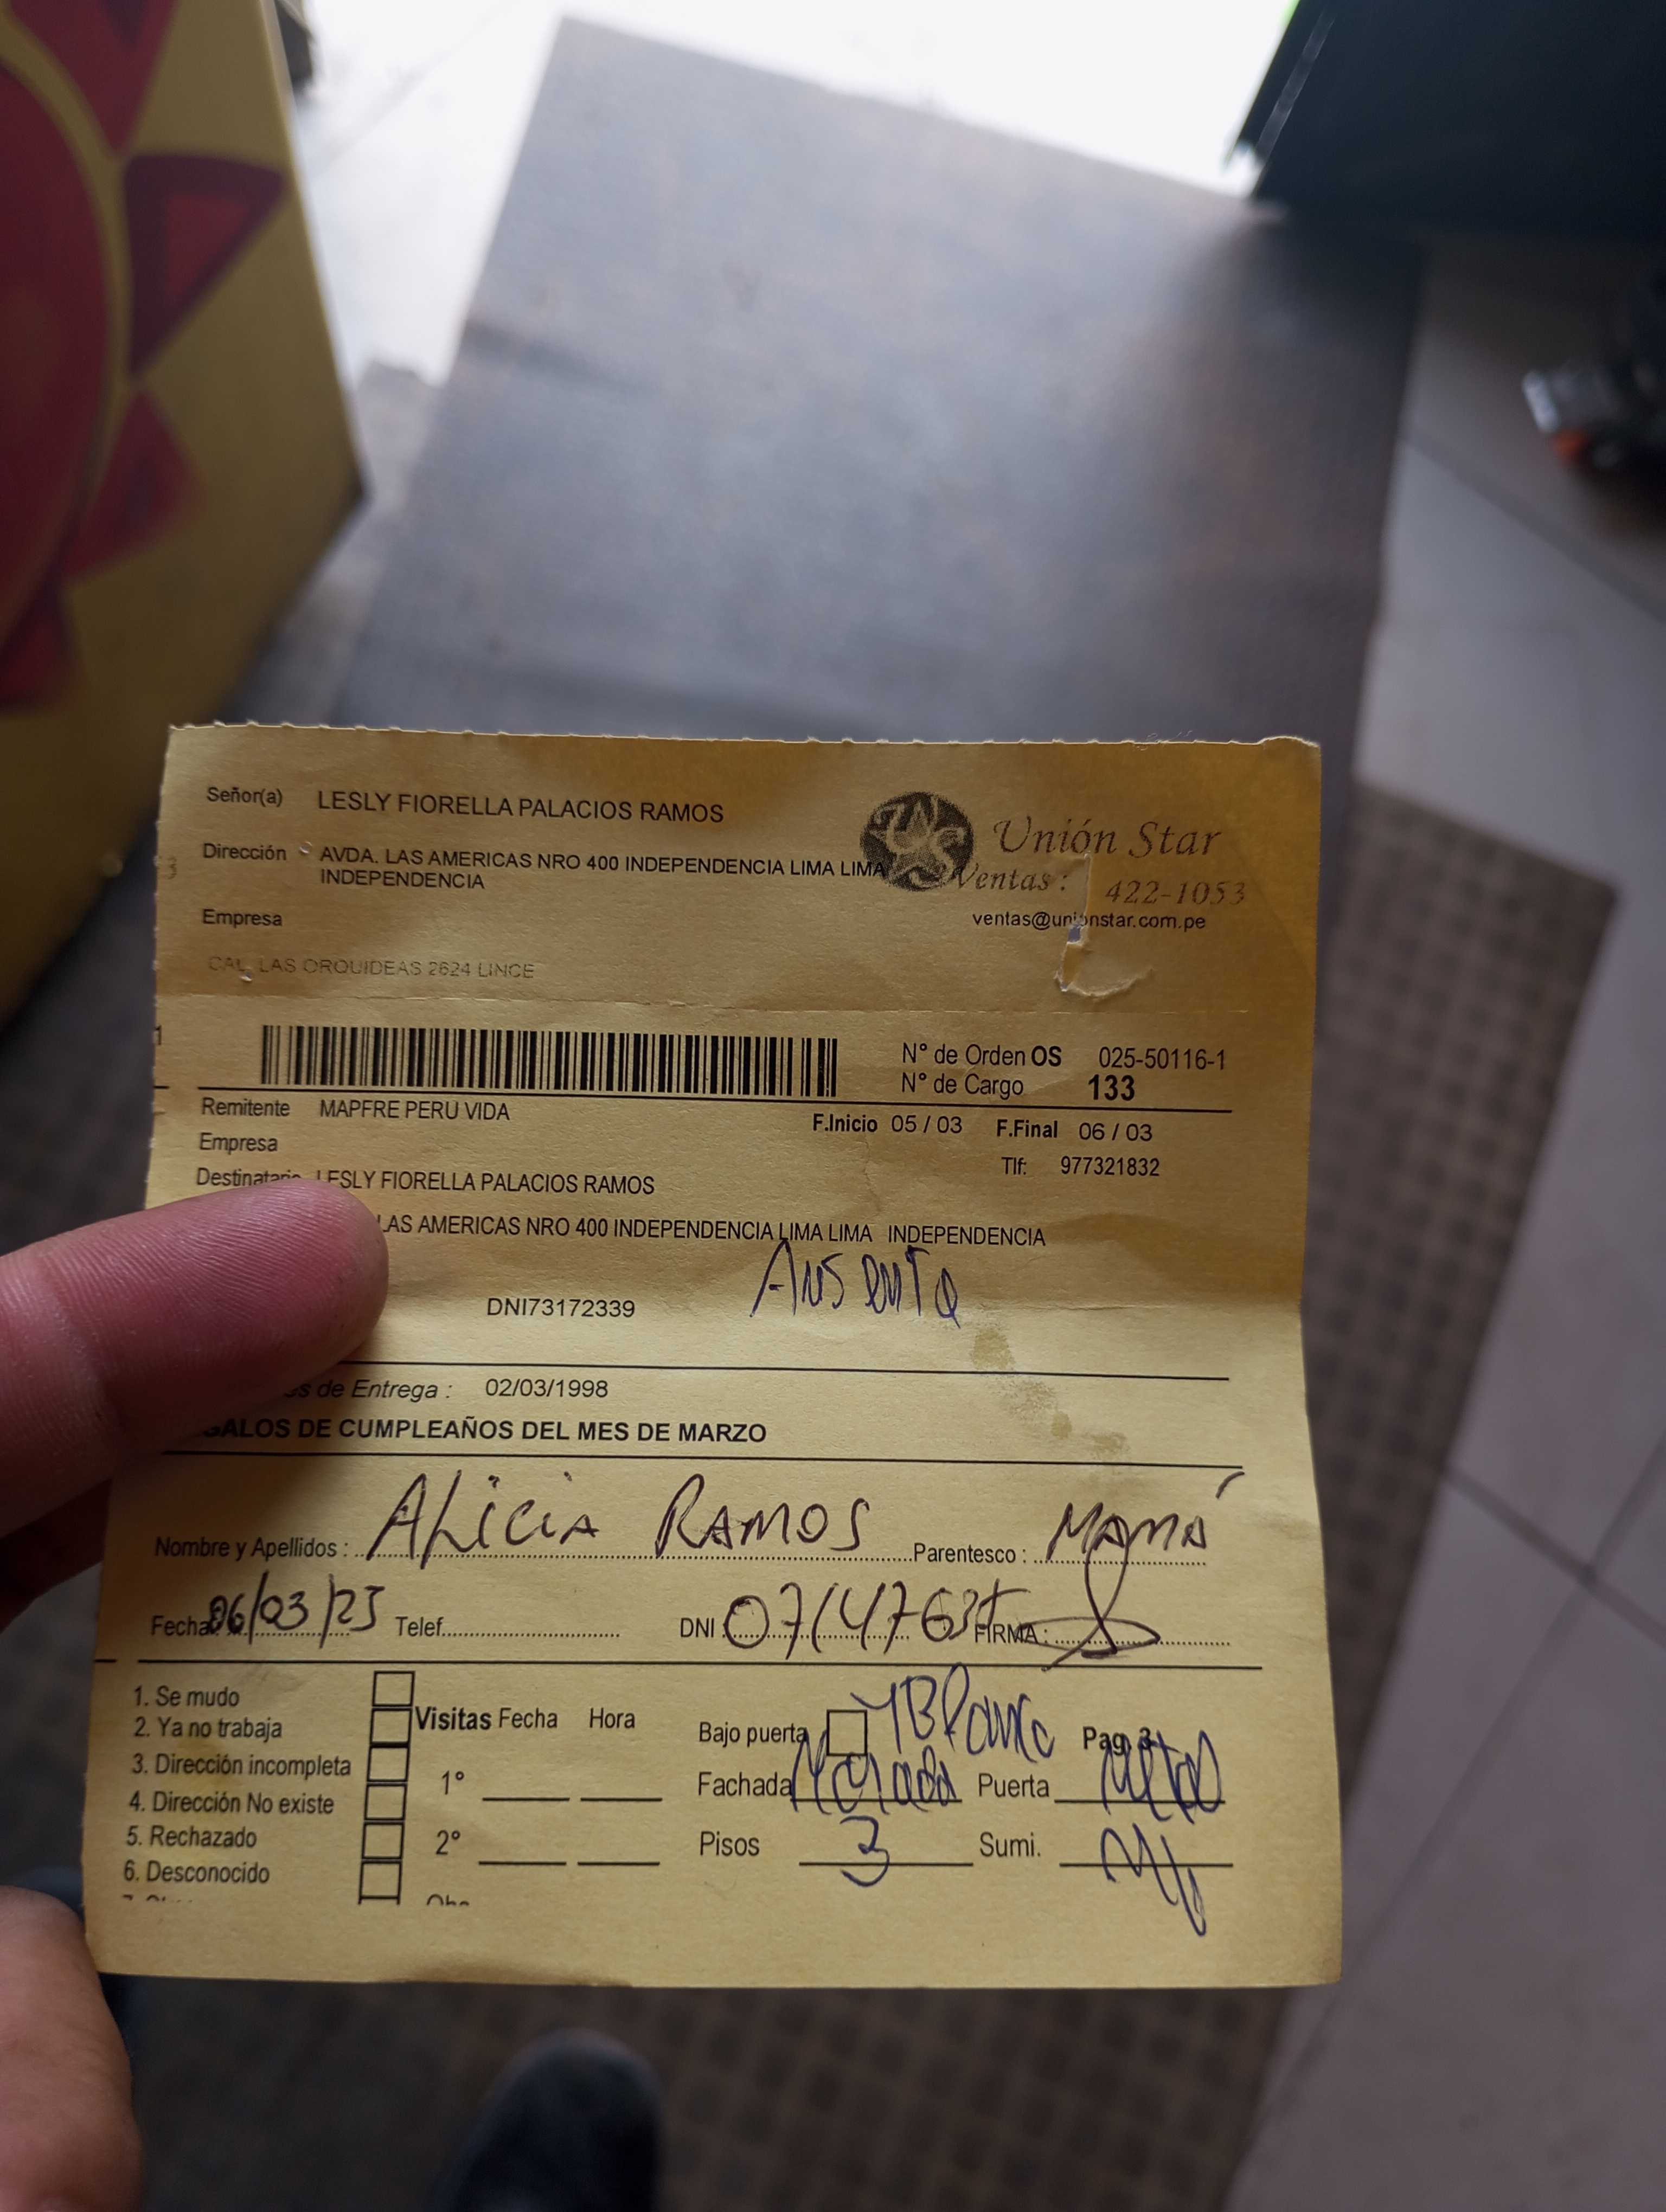 Señor(a) LESLY FIORELLA PALACIOS RAMOS
Unión Star
Dirección AVDA. LAS AMERICAS NRO 400 INDEPENDENCIA LIMA LIMA
INDEPENDENCIA
Ventas: 422-1053
Empresa
ventas@unionstar.com.pe
CAL. LAS ORQUIDEAS 2624 LINCE
N° de Orden OS 025-50116-1
N° de Cargo 133
Remitente MAPFRE PERU VIDA
F.Inicio 05 / 03 F.Final 06 / 03
Empresa
Tlf: 977321832
Destinatario LESLY FIORELLA PALACIOS RAMOS
LAS AMERICAS NRO 400 INDEPENDENCIA LIMA LIMA INDEPENDENCIA
Ausente
DNI73172339
de Entrega : 02/03/1998
GALOS DE CUMPLEAÑOS DEL MES DE MARZO
Nombre y Apellidos : ALICIA RAMOS Parentesco : MAMÁ
Fecha 06/03/25 Telef. DNI FIRMA :
1. Se mudo
2. Ya no trabaja
3. Dirección incompleta
4. Dirección No existe
5. Rechazado
6. Desconocido
Visitas Fecha Hora
1°
2°
Bajo puerta Pag. 3
Fachada Morada Puerta Metal
Pisos 3 Sumi.